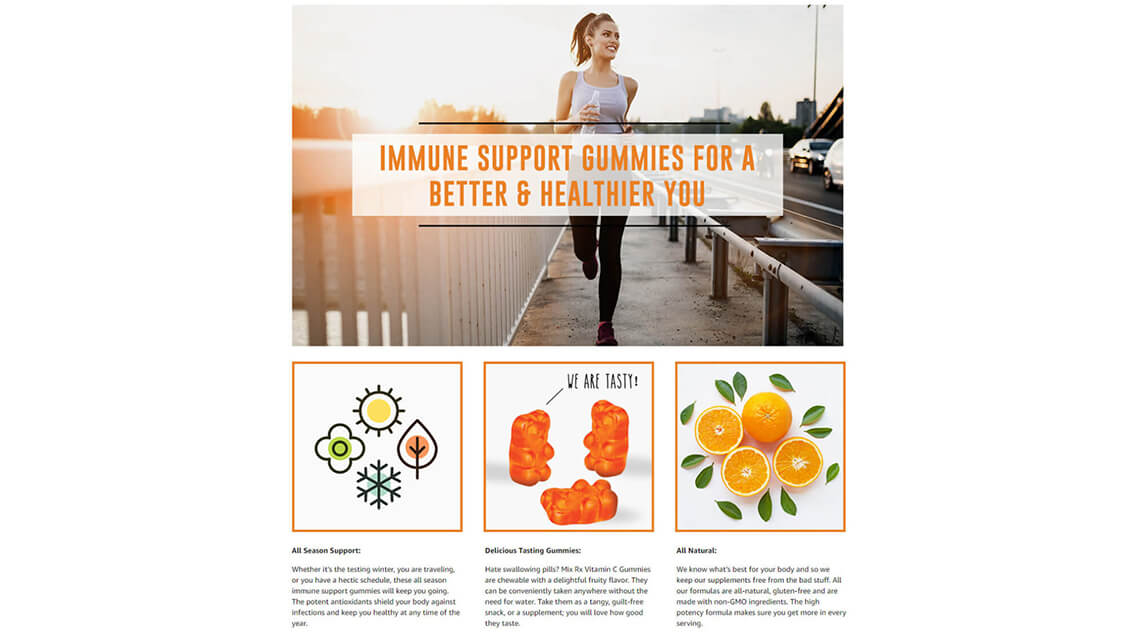 IMMUNE SUPPORT GUMMIES FOR A
BETTER & HEALTHIER YOU
WE ARE TASTY!
All Season Support:
Whether it's the testing winter, you are traveling,
or you have a hectic schedule, these all season
immune support gummies will keep you going.
The potent antioxidants shield your body against
infections and keep you healthy at any time of the
year.
Delicious Tasting Gummies:
Hate swallowing pills? Mix Rx Vitamin C Gummies
are chewable with a delightful fruity flavor. They
can be conveniently taken anywhere without the
need for water. Take them as a tangy, guilt-free
snack, or a supplement; you will love how good
they taste.
All Natural:
We know what's best for your body and so we
keep our supplements free from the bad stuff. All
our formulas are all-natural, gluten-free and are
made with non-GMO ingredients. The high
potency formula makes sure you get more in every
serving.